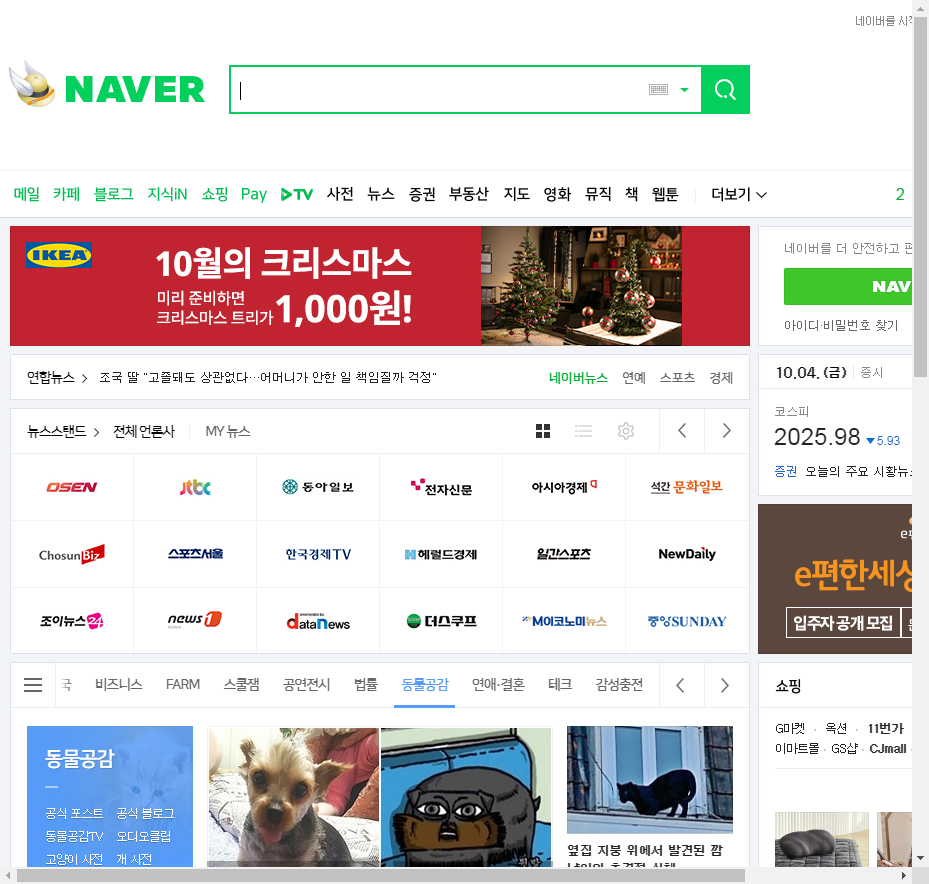 네이버를 시작
NAVER
메일 카페 블로그 지식iN 쇼핑 Pay TV 사전 뉴스 증권 부동산 지도 영화 뮤직 책 웹툰 더보기 2
IKEA
10월의 크리스마스
미리 준비하면
크리스마스 트리가 1,000원!
네이버를 더 안전하고 편
NAV
아이디·비밀번호 찾기
연합뉴스 > 조국 딸 "고졸돼도 상관없다…어머니가 안한 일 책임질까 걱정" 네이버뉴스 연예 스포츠 경제
10.04. (금) 증시
코스피
2025.98 ▼5.93
증권 오늘의 주요 시황뉴스
뉴스스탠드 > 전체 언론사 MY 뉴스
OSEN jtbc 동아일보 전자신문 아시아경제 석간 문화일보
ChosunBiz 스포츠서울 한국경제TV 헤럴드경제 일간스포츠 NewDaily
조이뉴스24 news1 dataNews 더스쿠프 M이코노미뉴스 중앙SUNDAY
e편한세상
입주자 공개 모집
국 비즈니스 FARM 스쿨잼 공연전시 법률 동물공감 연애·결혼 테크 감성충전
쇼핑
G마켓 · 옥션 · 11번가
이마트몰 · GS샵 · CJmall
동물공감
공식 포스트 공식 블로그
동물공감TV 오디오클립
고양이 사전 개 사전
옆집 지붕 위에서 발견된 깜